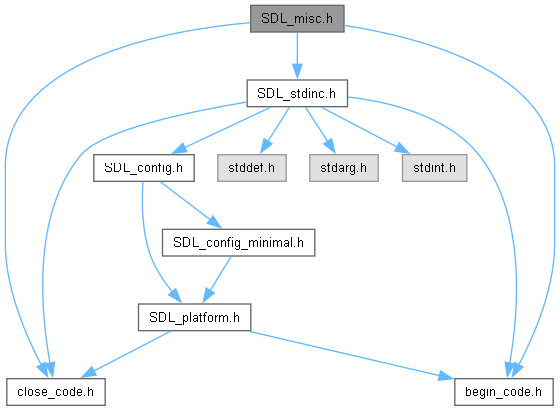 SDL_misc.h
SDL_stdinc.h
SDL_config.h
stddef.h
stdarg.h
stdint.h
SDL_config_minimal.h
SDL_platform.h
close_code.h
begin_code.h